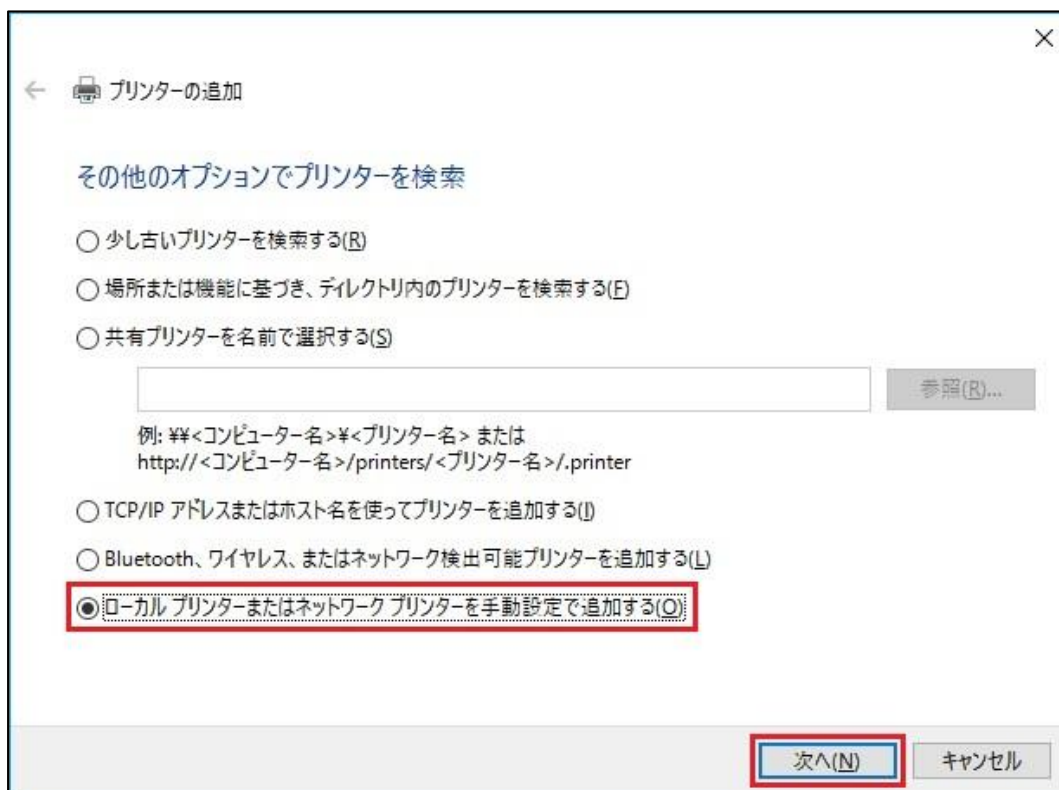 プリンターの追加
その他のオプションでプリンターを検索
少し古いプリンターを検索する(R)
場所または機能に基づき、ディレクトリ内のプリンターを検索する(F)
共有プリンターを名前で選択する(S)
参照(R)...
例: ¥¥<コンピューター名>¥<プリンター名> または
http://<コンピューター名>/printers/<プリンター名>/.printer
TCP/IP アドレスまたはホスト名を使ってプリンターを追加する(I)
Bluetooth、ワイヤレス、またはネットワーク検出可能プリンターを追加する(L)
ローカル プリンターまたはネットワーク プリンターを手動設定で追加する(O)
次へ(N) キャンセル